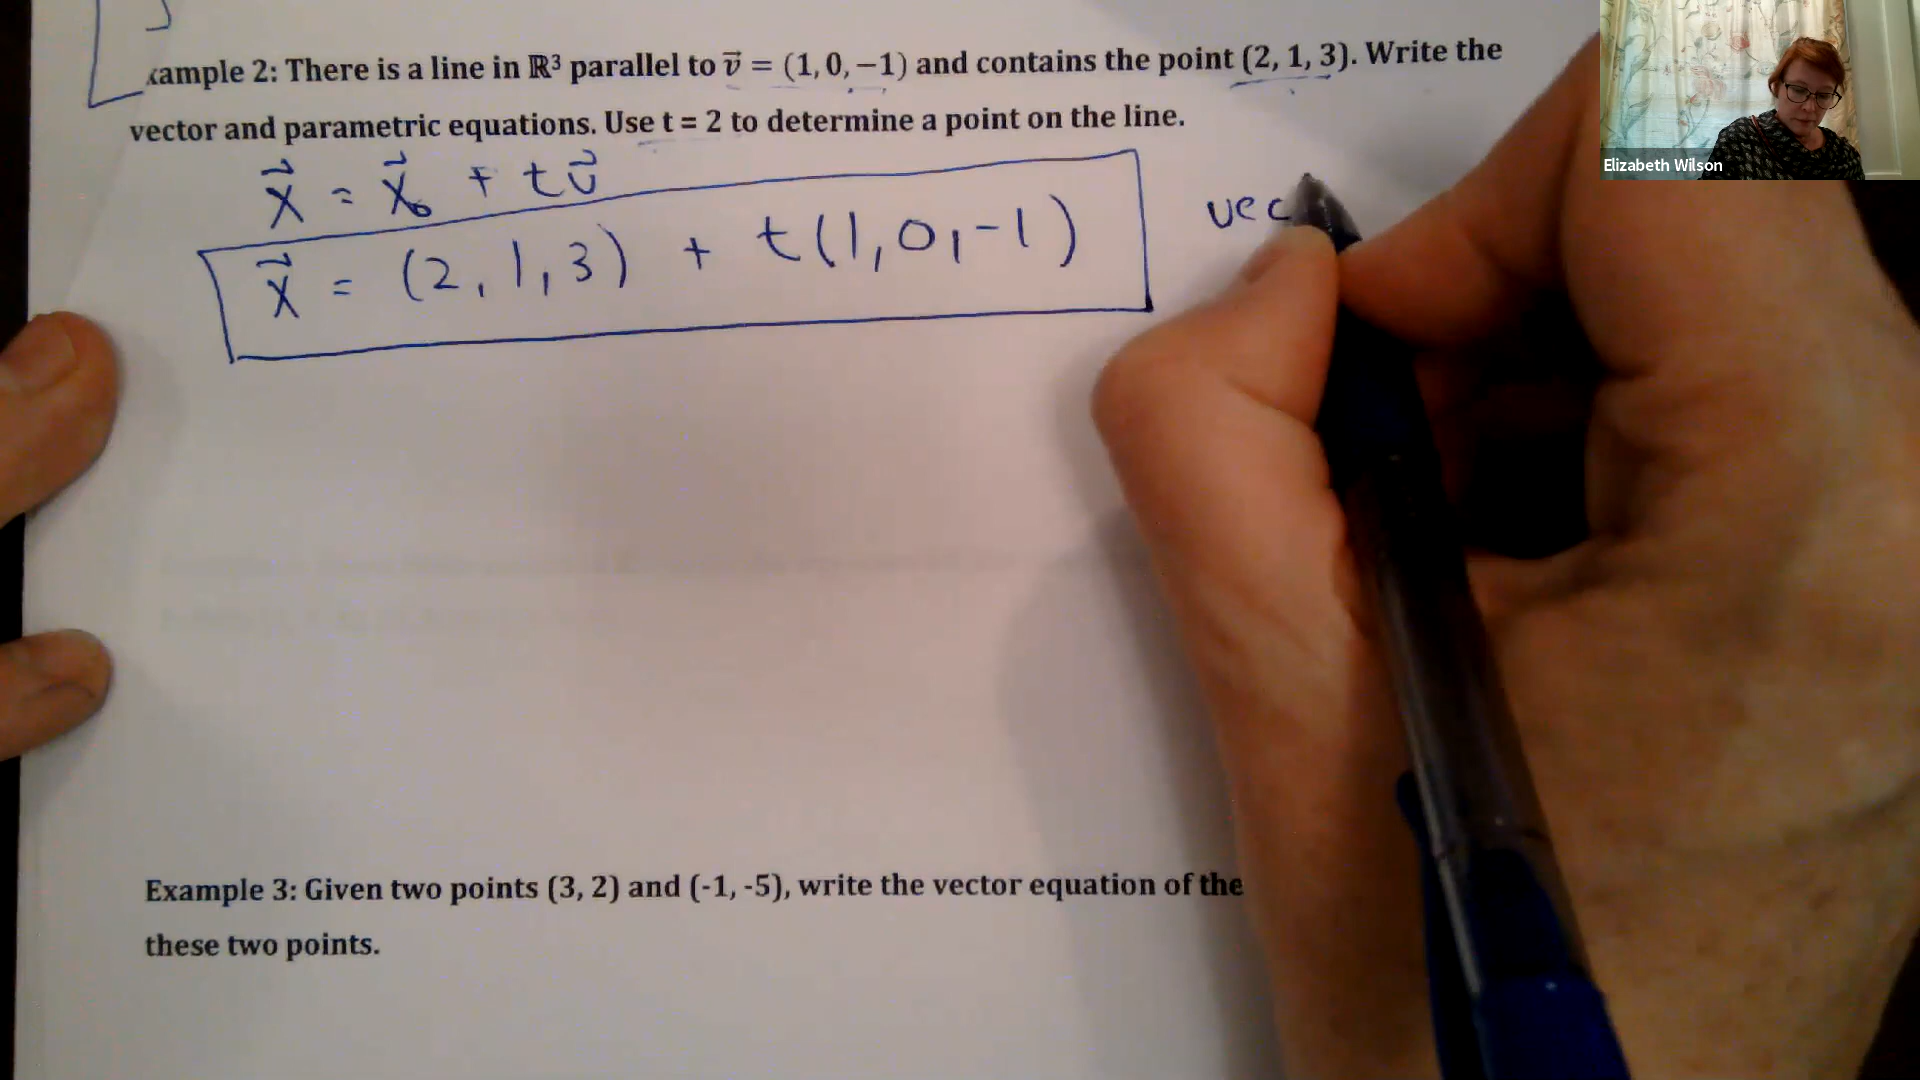 xample 2: There is a line in ℝ³ parallel to v⃗ = (1, 0, −1) and contains the point (2, 1, 3). Write the
vector and parametric equations. Use t = 2 to determine a point on the line.
x⃗ = x⃗₀ + tv⃗
x⃗ = (2, 1, 3) + t(1, 0, -1)
vec
Elizabeth Wilson
Example 3: Given two points (3, 2) and (-1, -5), write the vector equation of the
these two points.